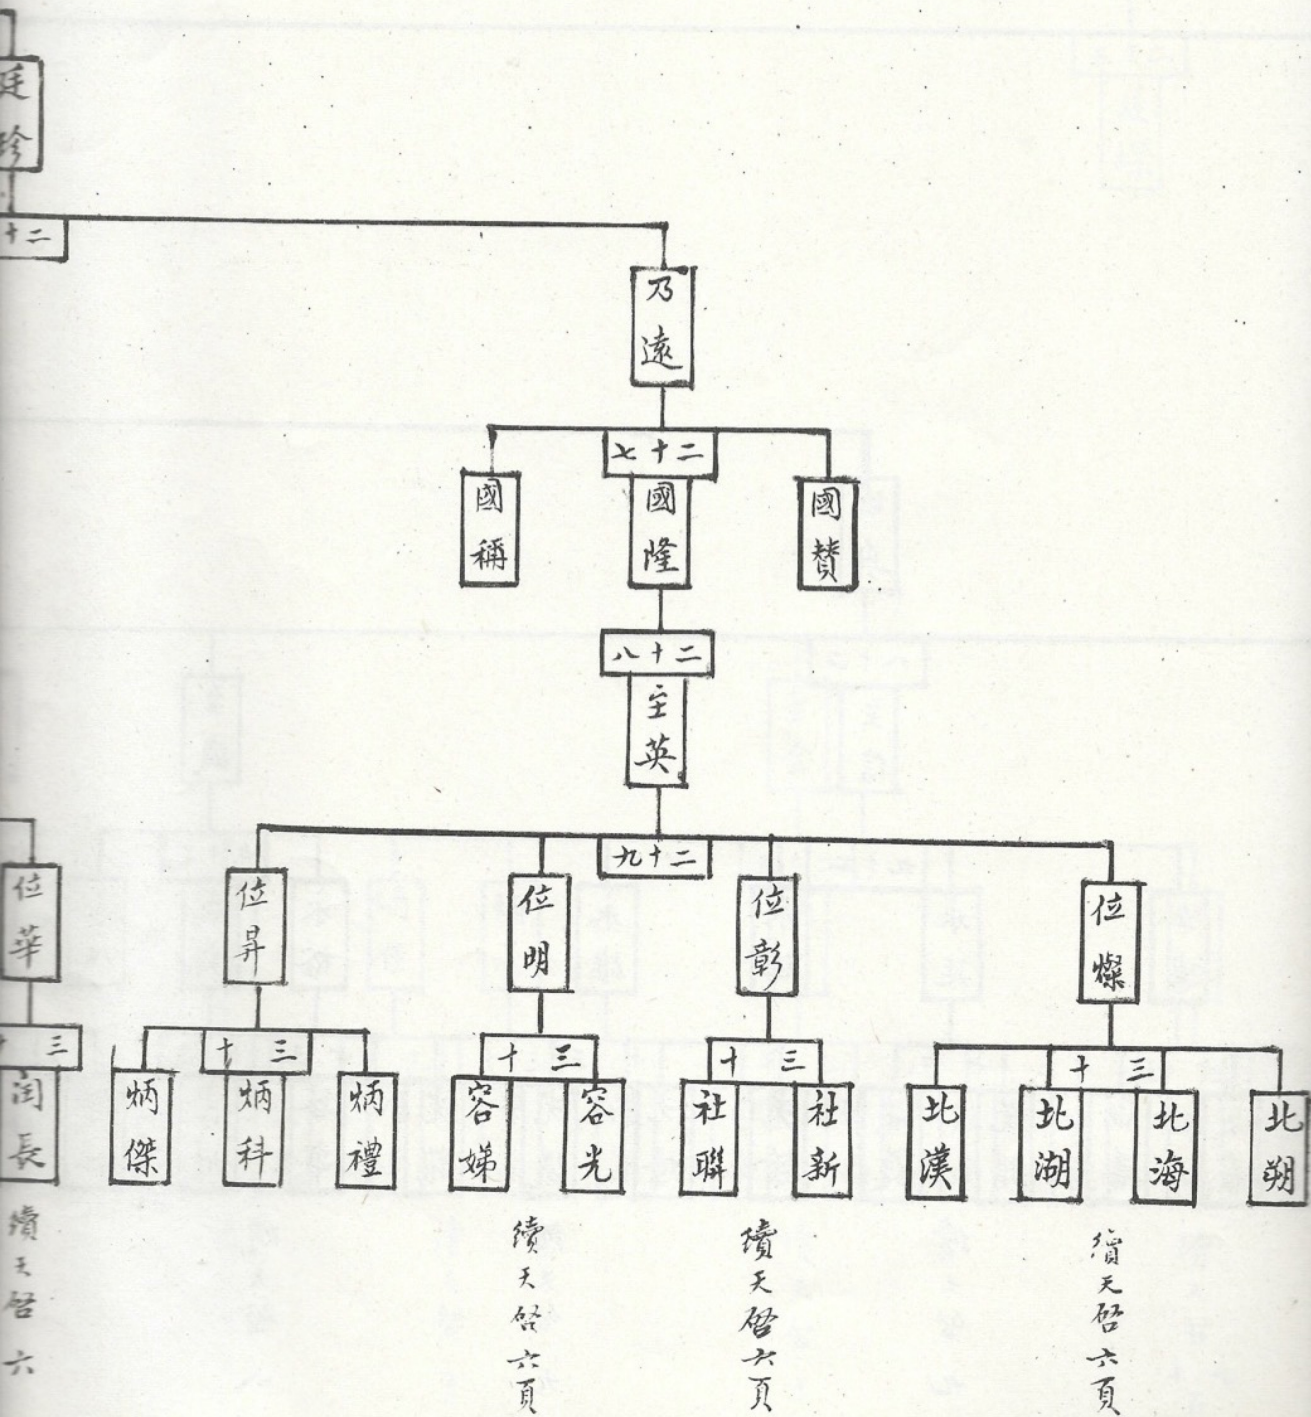 廷珍
十二
乃遠
七十二
國稱
國隆
國贊
八十二
主英
九十二
位華
位昇
位明
位彰
位燦
三
十三
十三
十三
十三
閏長
炳傑
炳科
炳禮
容娣
容光
社聯
社新
北漢
北湖
北海
北朔
續天啓六
續天啓六頁
續天啓六頁
續天啓六頁